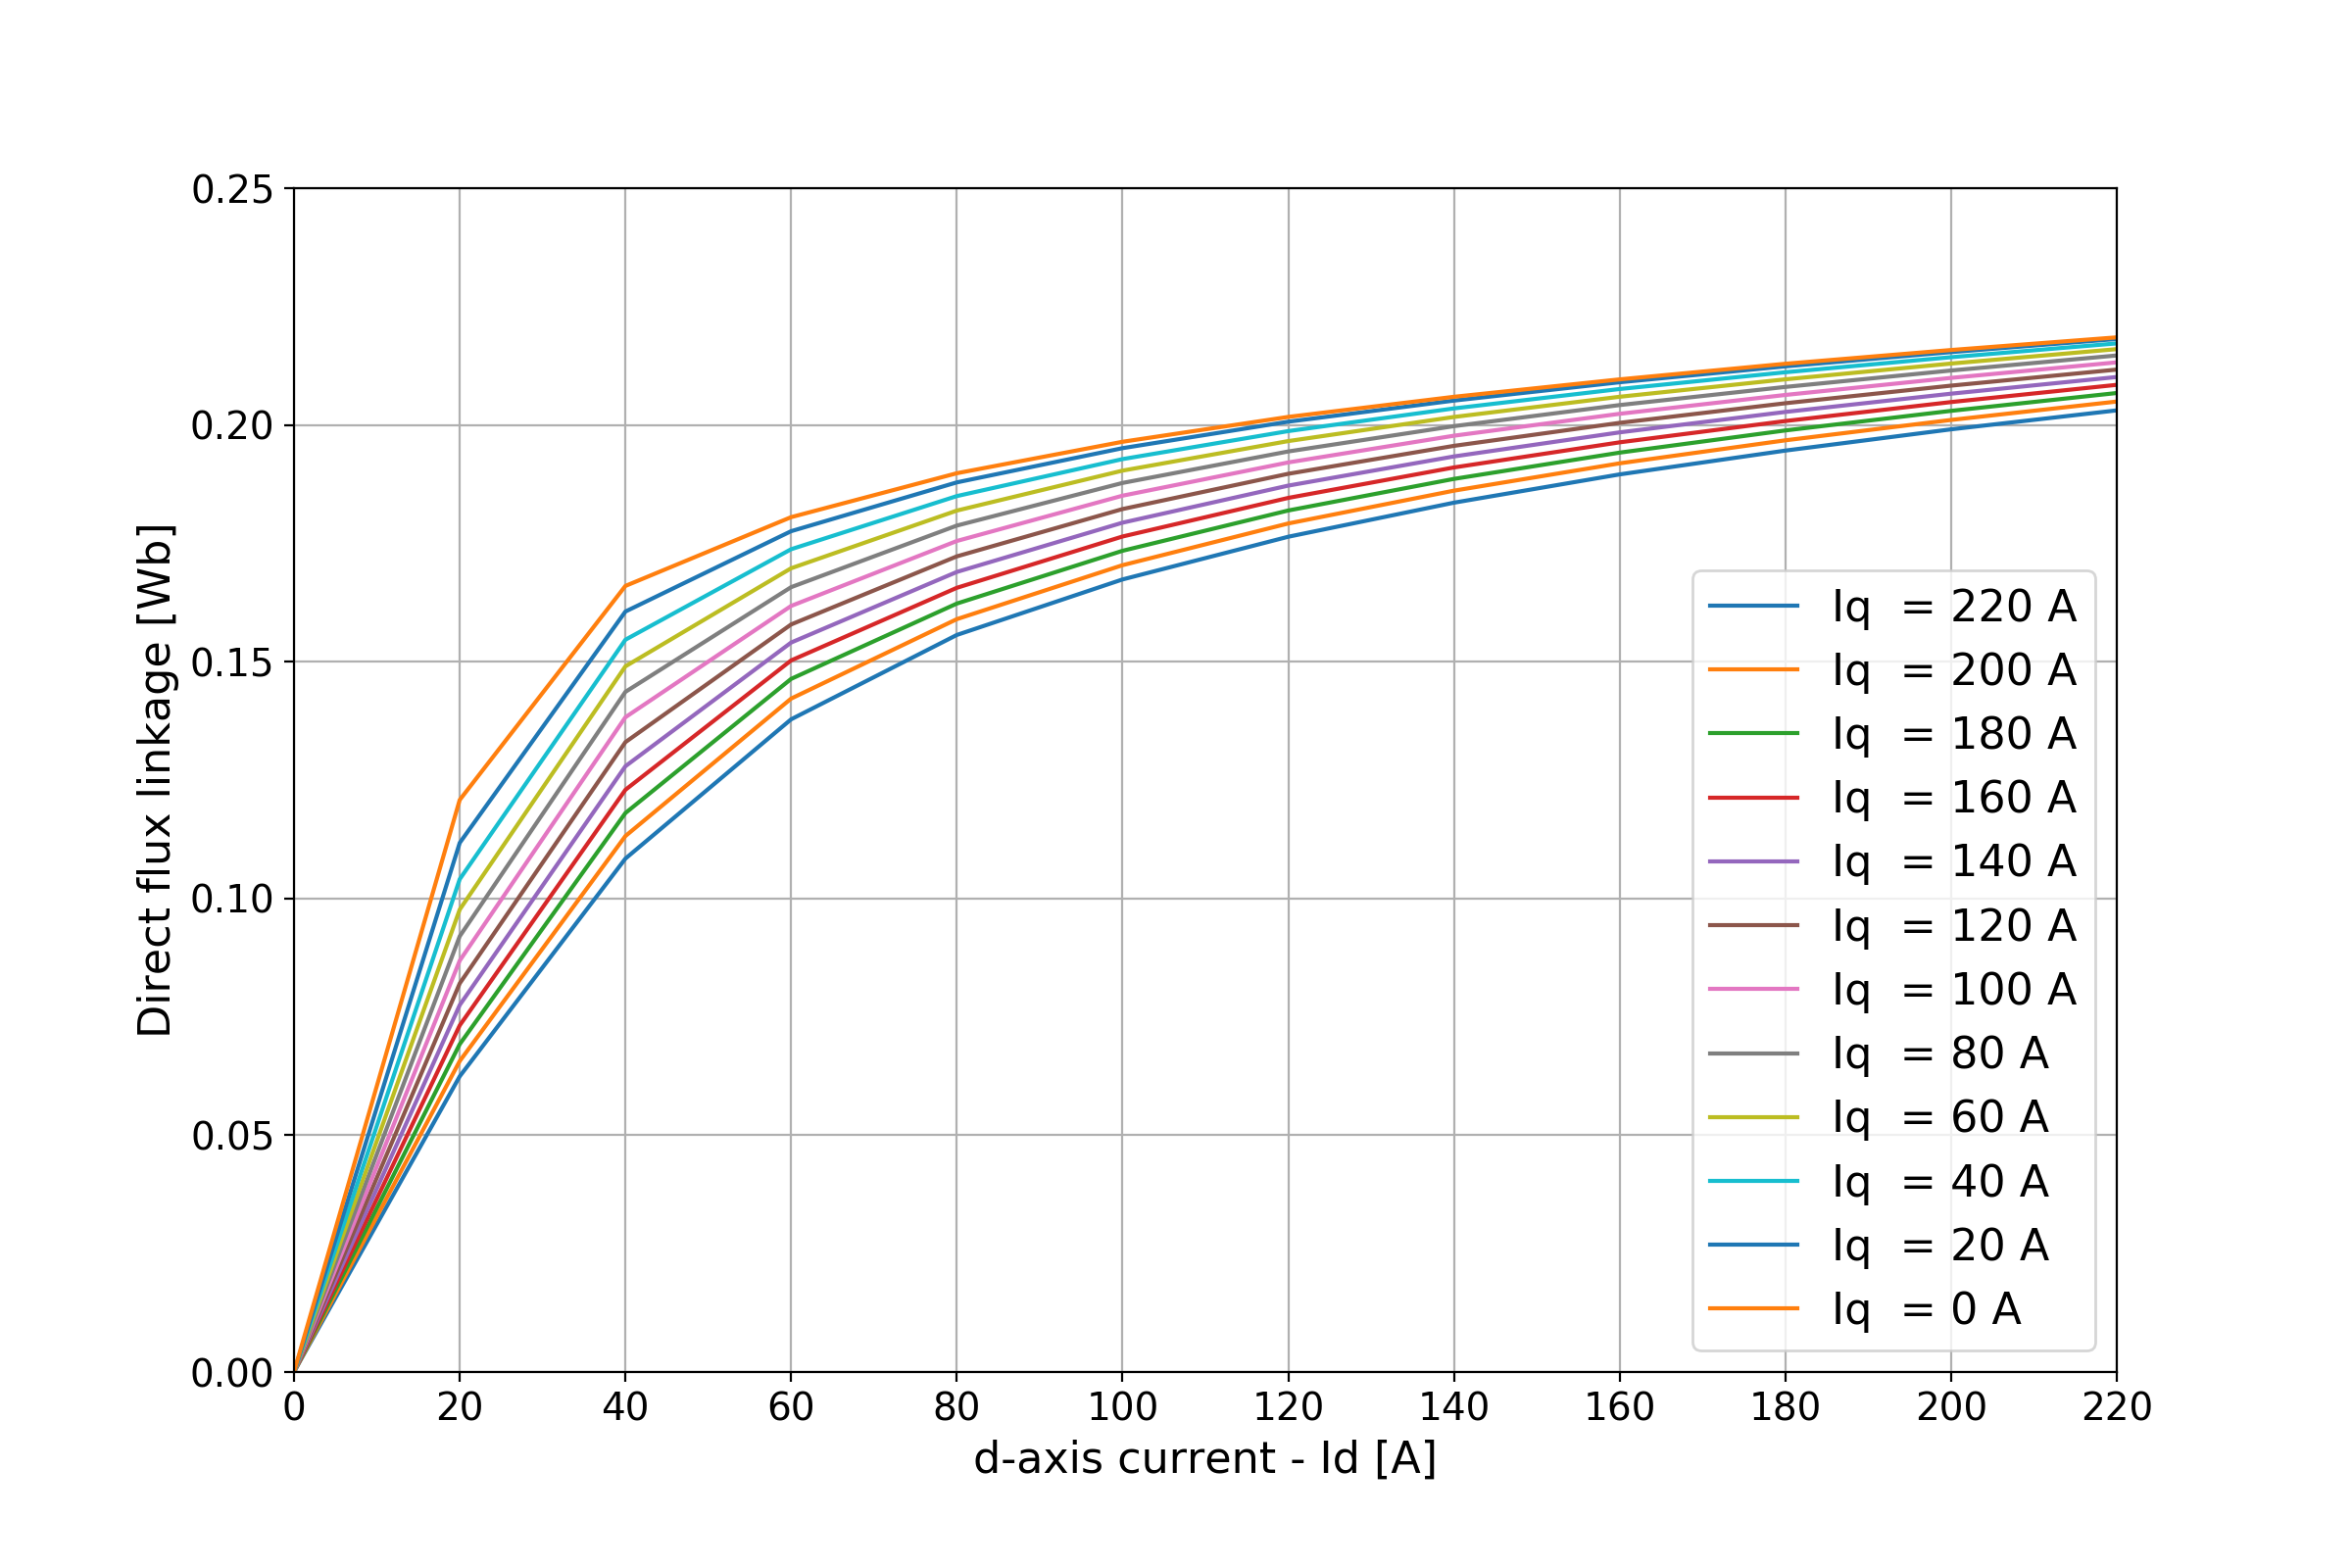 0.25
0.20
0.15
0.10
0.05
0.00
Direct flux linkage [Wb]
0 20 40 60 80 100 120 140 160 180 200 220
d-axis current - Id [A]
Iq = 220 A
Iq = 200 A
Iq = 180 A
Iq = 160 A
Iq = 140 A
Iq = 120 A
Iq = 100 A
Iq = 80 A
Iq = 60 A
Iq = 40 A
Iq = 20 A
Iq = 0 A